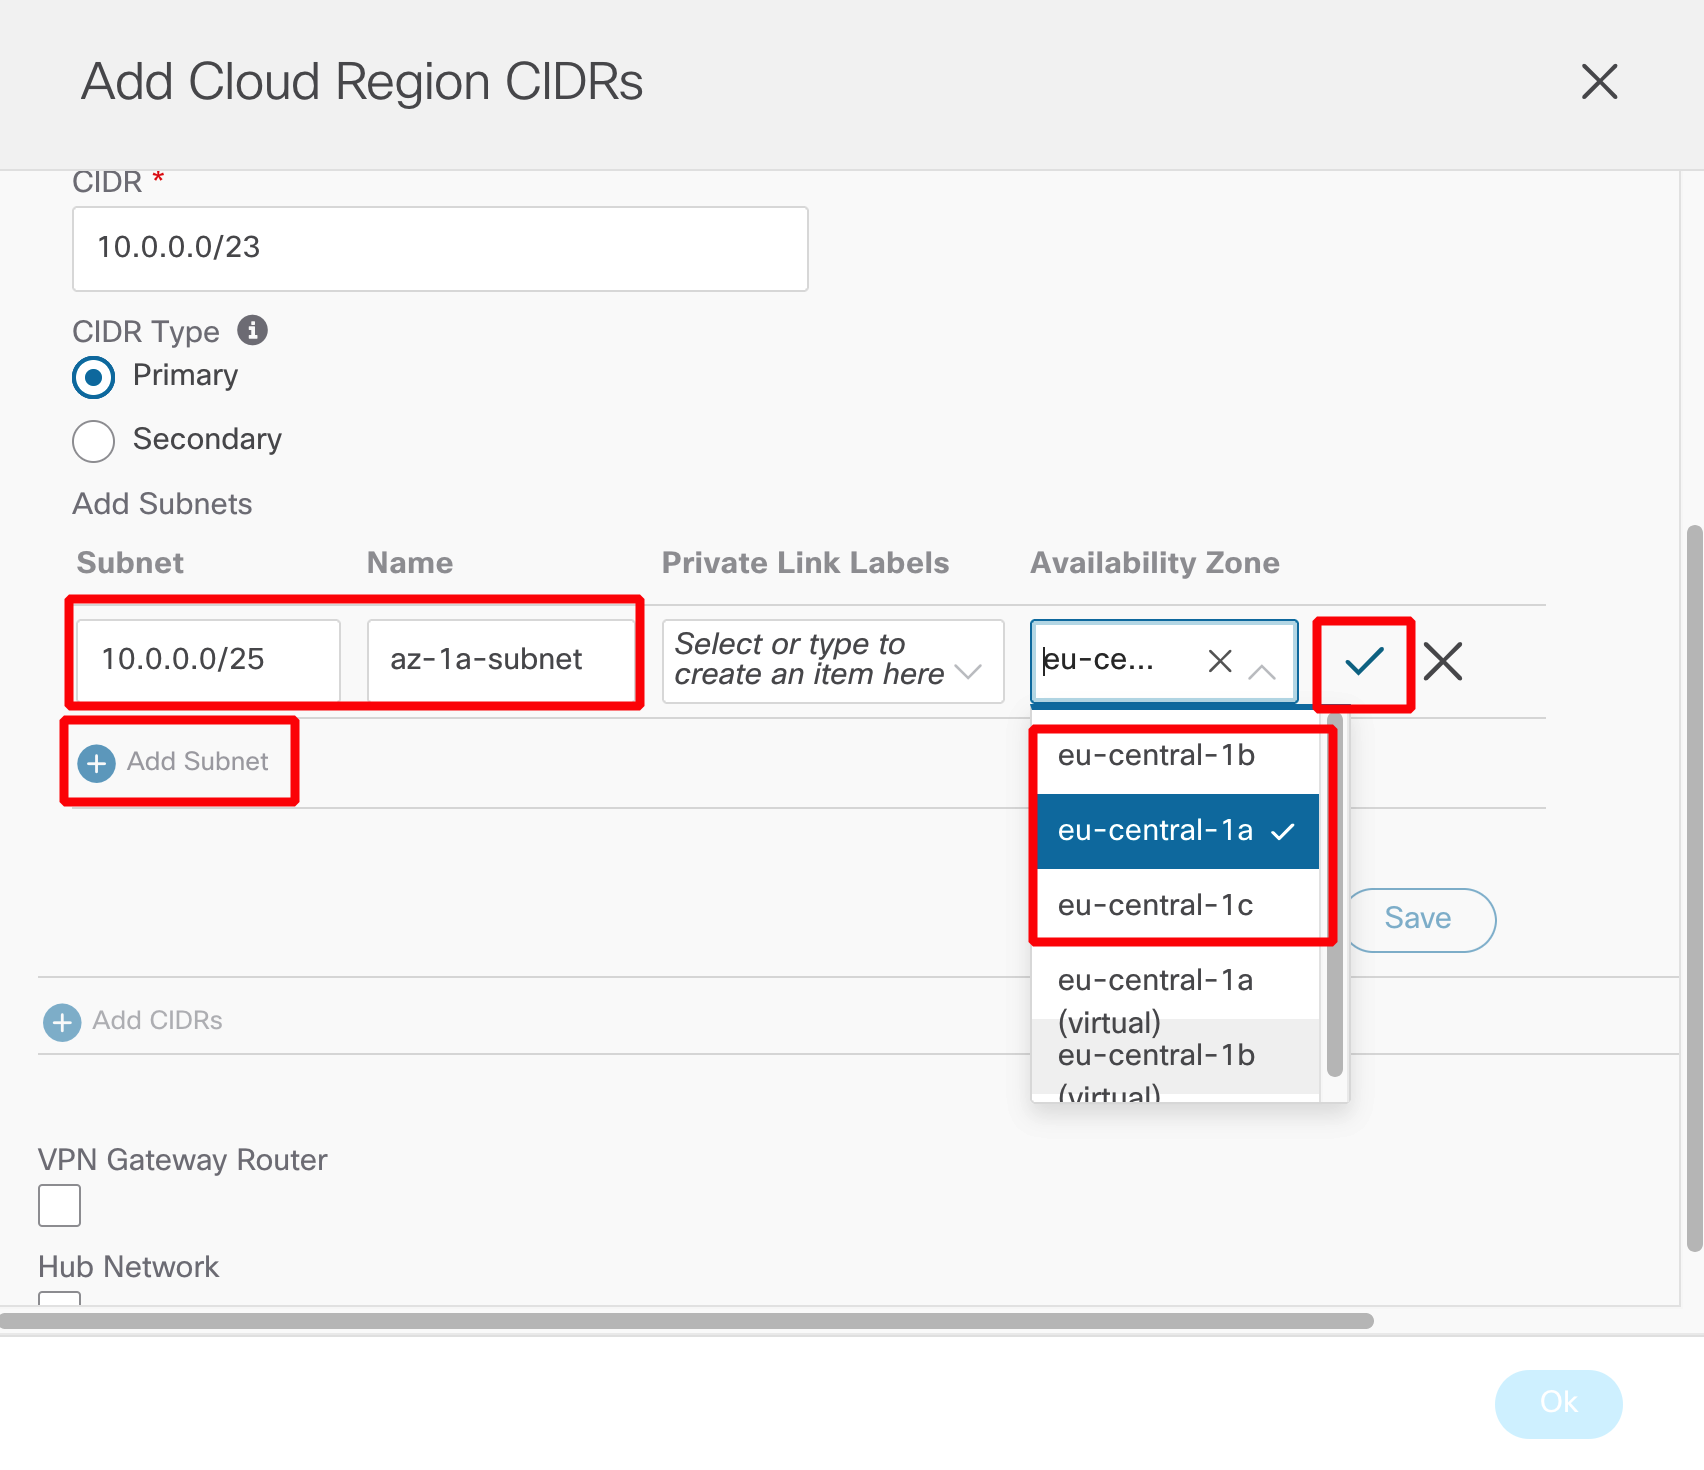 Add Cloud Region CIDRs
CIDR *
10.0.0.0/23
CIDR Type
Primary
Secondary
Add Subnets
Subnet Name Private Link Labels Availability Zone
10.0.0.0/25 az-1a-subnet Select or type to
create an item here
eu-ce...
Add Subnet
eu-central-1b
eu-central-1a
eu-central-1c
eu-central-1a
(virtual)
eu-central-1b
(virtual)
Save
Add CIDRs
VPN Gateway Router
Hub Network
Ok